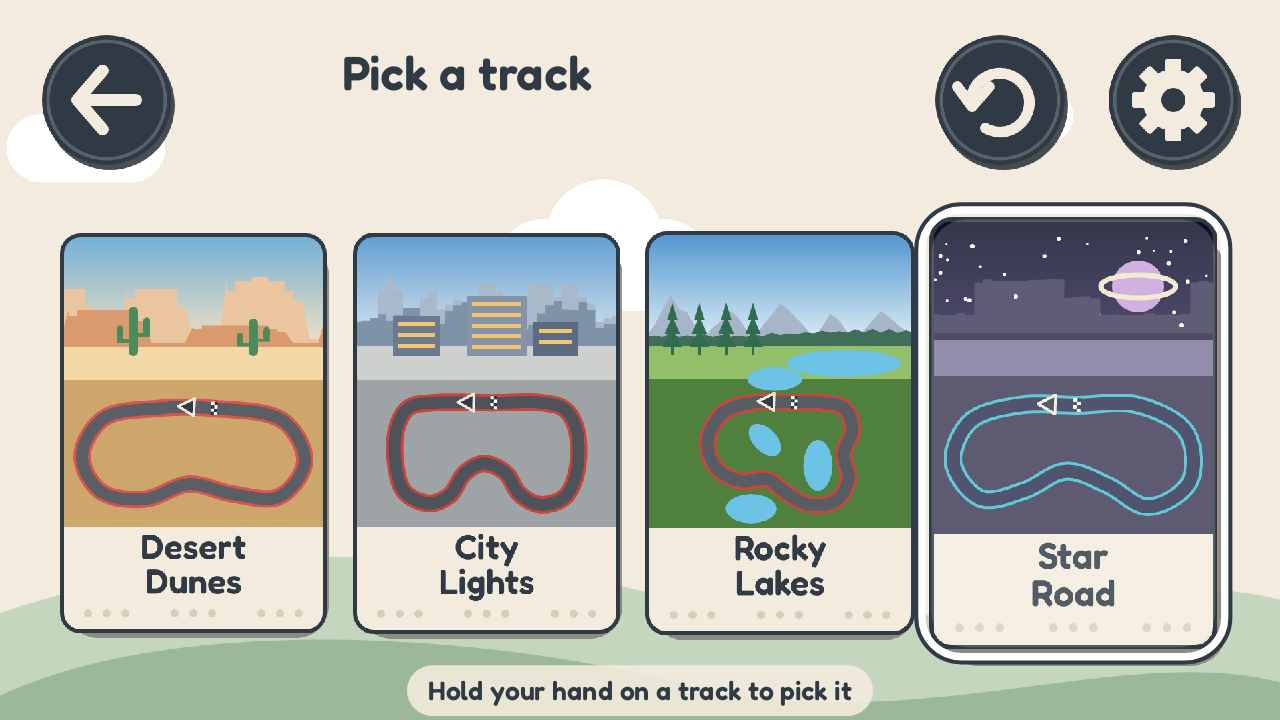 Pick a track
Desert
Dunes
City
Lights
Rocky
Lakes
Star
Road
Hold your hand on a track to pick it